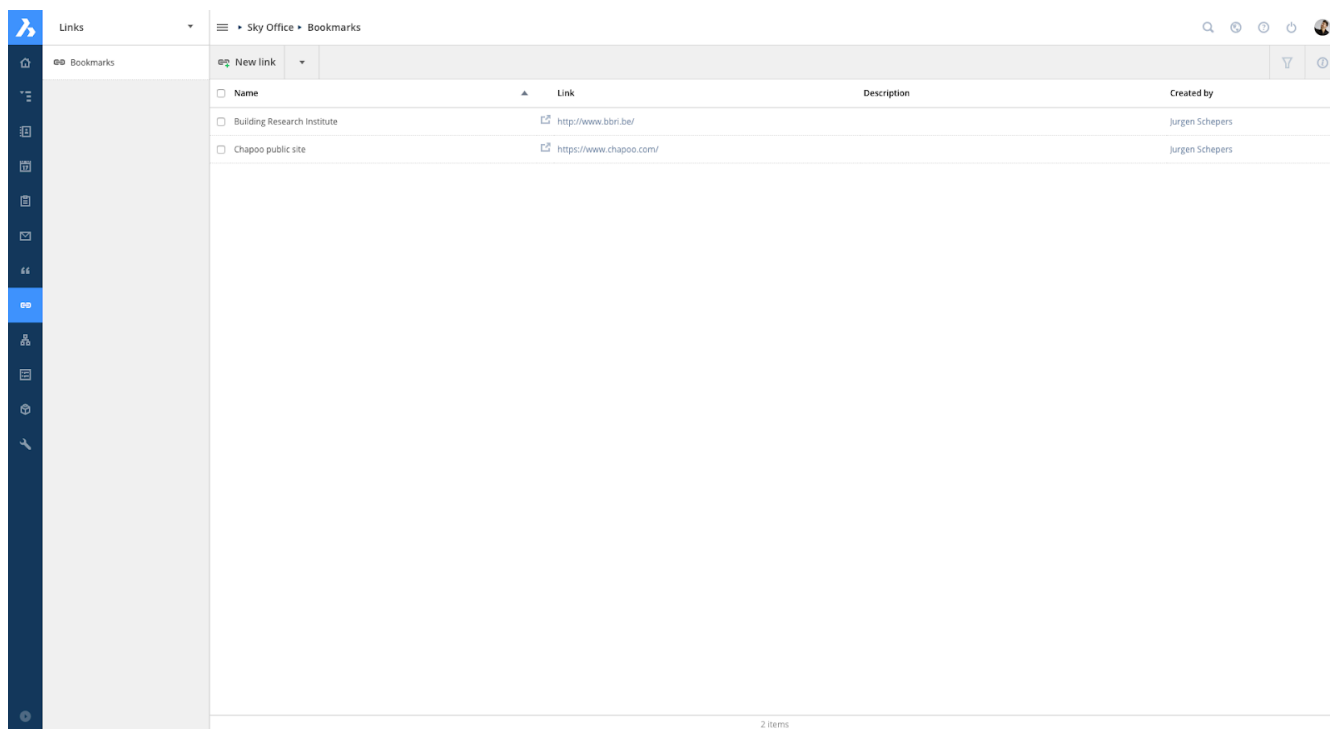 Links
Sky Office Bookmarks
Bookmarks
New link
Name Link Description Created by
Building Research Institute http://www.bbri.be/ Jurgen Schepers
Chapoo public site https://www.chapoo.com/ Jurgen Schepers
2 items